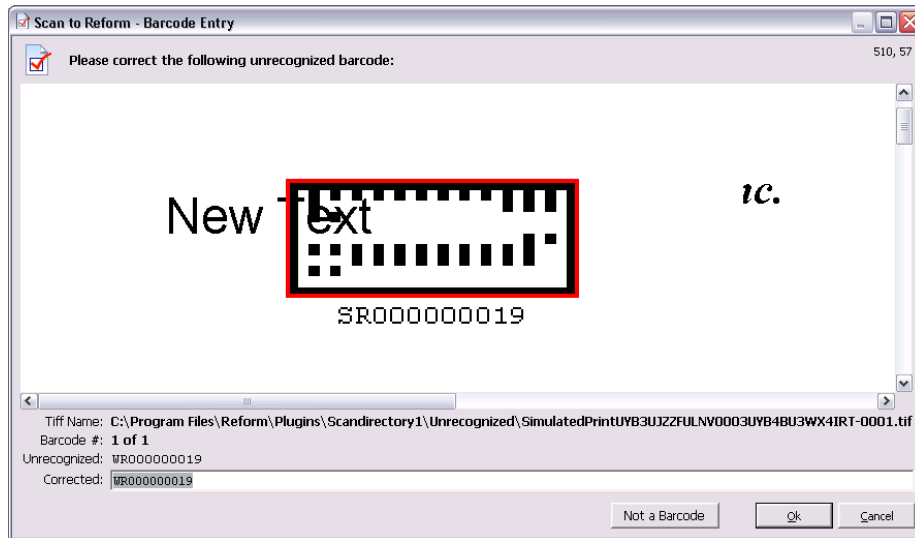 Scan to Reform - Barcode Entry
Please correct the following unrecognized barcode:
510, 57
New Text
ıc.
SR000000019
Tiff Name: C:\Program Files\Reform\Plugins\Scandirectory1\Unrecognized\SimulatedPrintUYB3UJZZFULNV0003UYB4BU3WX4IRT-0001.tif
Barcode #: 1 of 1
Unrecognized: WR000000019
Corrected: WR000000019
Not a Barcode
Ok
Cancel